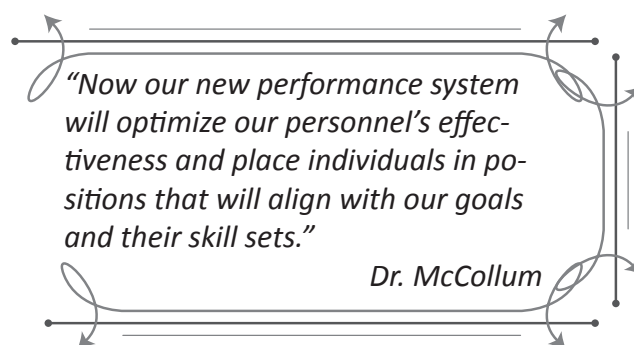 “Now our new performance system
will optimize our personnel’s effec-
tiveness and place individuals in po-
sitions that will align with our goals
and their skill sets.”
Dr. McCollum